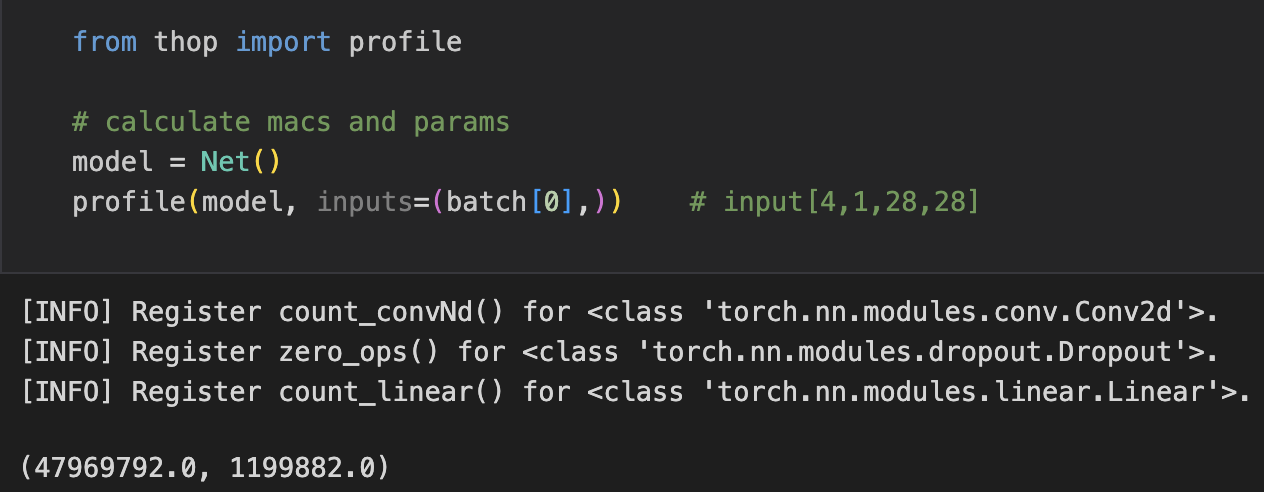 from thop import profile
# calculate macs and params
model = Net()
profile(model, inputs=(batch[0],))    # input[4,1,28,28]
[INFO] Register count_convNd() for <class 'torch.nn.modules.conv.Conv2d'>.
[INFO] Register zero_ops() for <class 'torch.nn.modules.dropout.Dropout'>.
[INFO] Register count_linear() for <class 'torch.nn.modules.linear.Linear'>.
(47969792.0, 1199882.0)